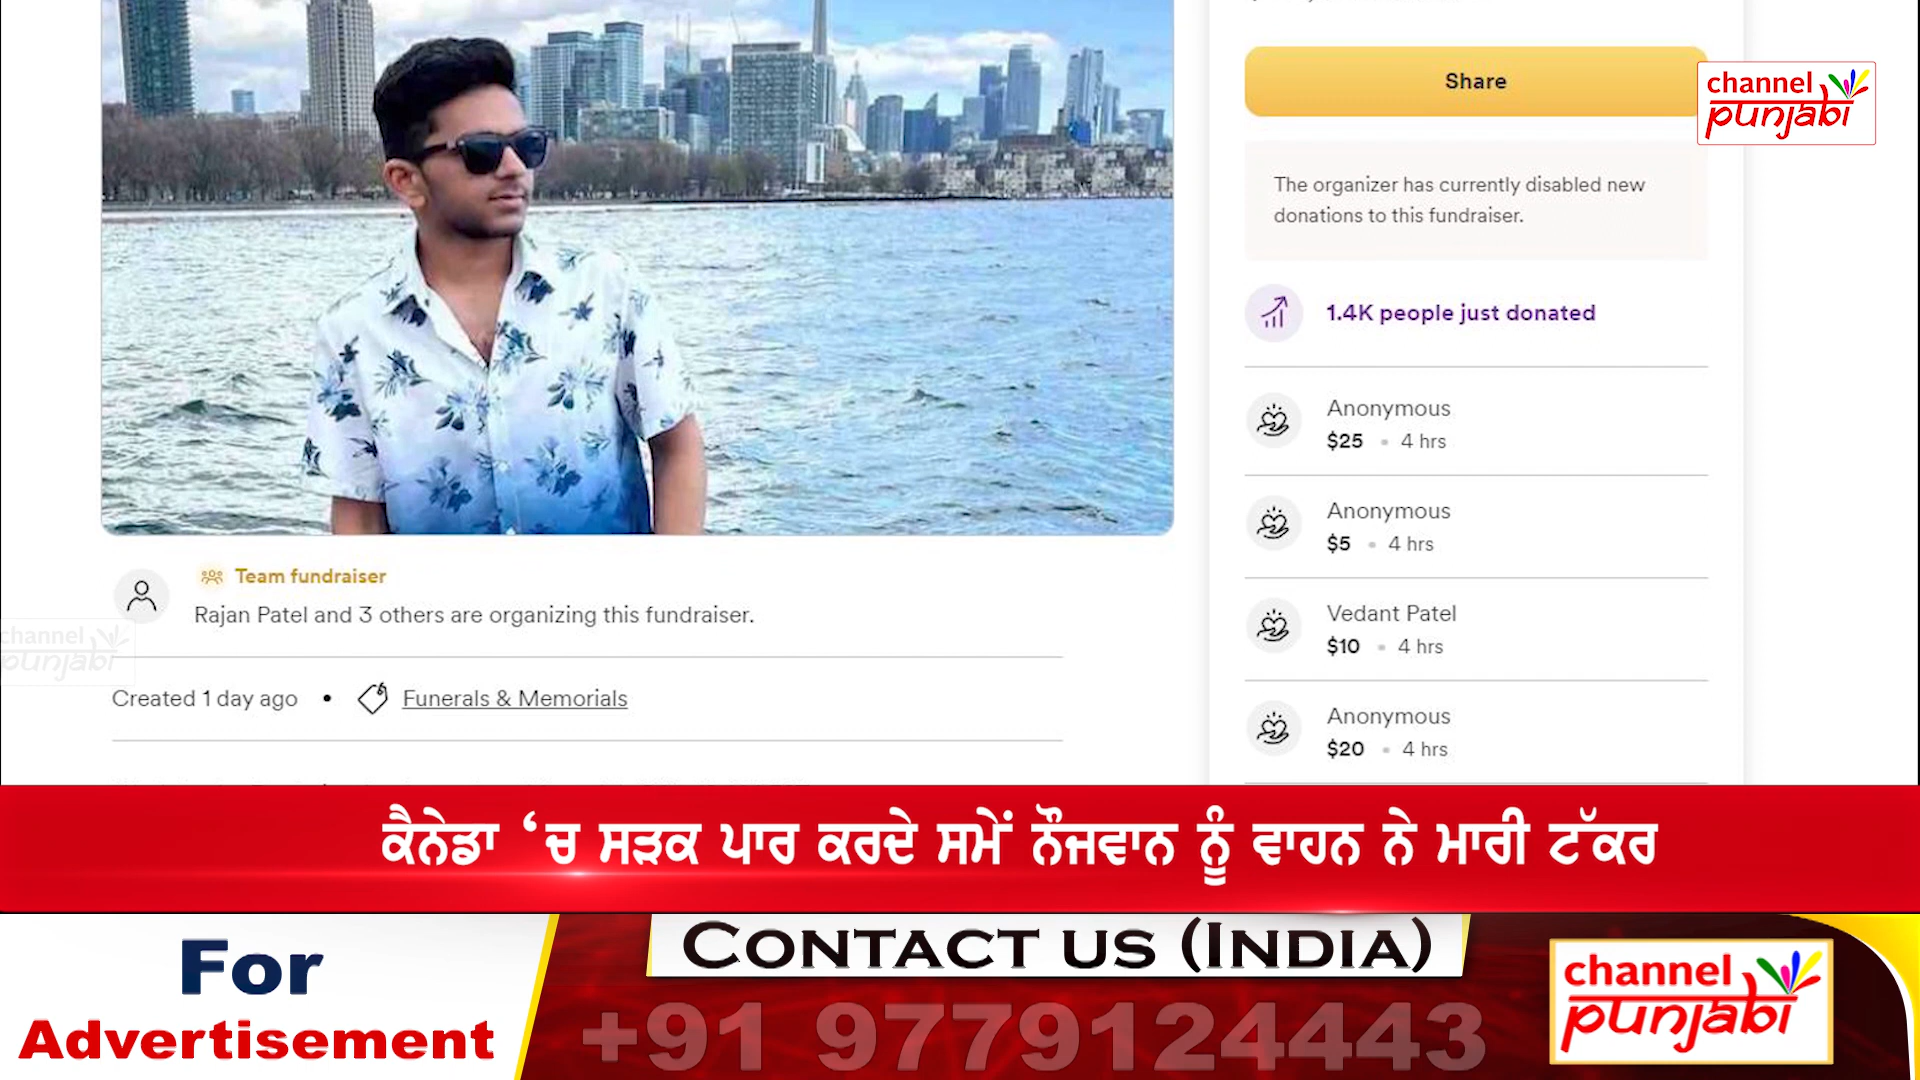 Share
channel
punjabi
The organizer has currently disabled new
donations to this fundraiser.
1.4K people just donated
Anonymous
$25 • 4 hrs
Anonymous
$5 • 4 hrs
Vedant Patel
$10 • 4 hrs
Anonymous
$20 • 4 hrs
Team fundraiser
Rajan Patel and 3 others are organizing this fundraiser.
channel
punjabi
Created 1 day ago • Funerals & Memorials
ਕੈਨੇਡਾ ‘ਚ ਸੜਕ ਪਾਰ ਕਰਦੇ ਸਮੇਂ ਨੌਜਵਾਨ ਨੂੰ ਵਾਹਨ ਨੇ ਮਾਰੀ ਟੱਕਰ
For
Advertisement
CONTACT US (INDIA)
+91 9779124443
channel
punjabi